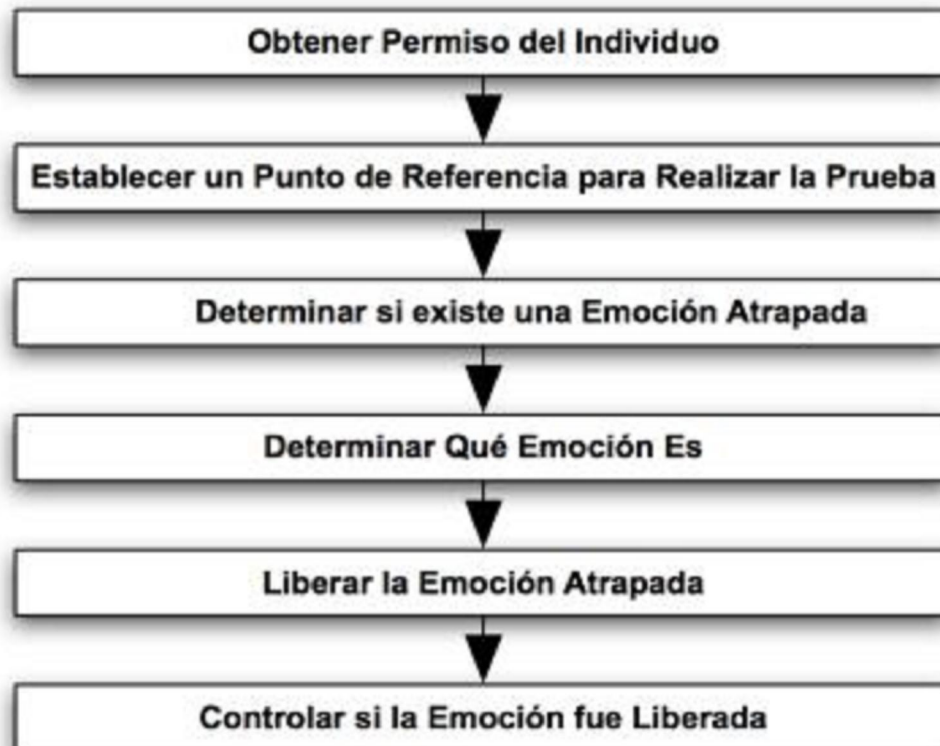 Obtener Permiso del Individuo
Establecer un Punto de Referencia para Realizar la Prueba
Determinar si existe una Emoción Atrapada
Determinar Qué Emoción Es
Liberar la Emoción Atrapada
Controlar si la Emoción fue Liberada